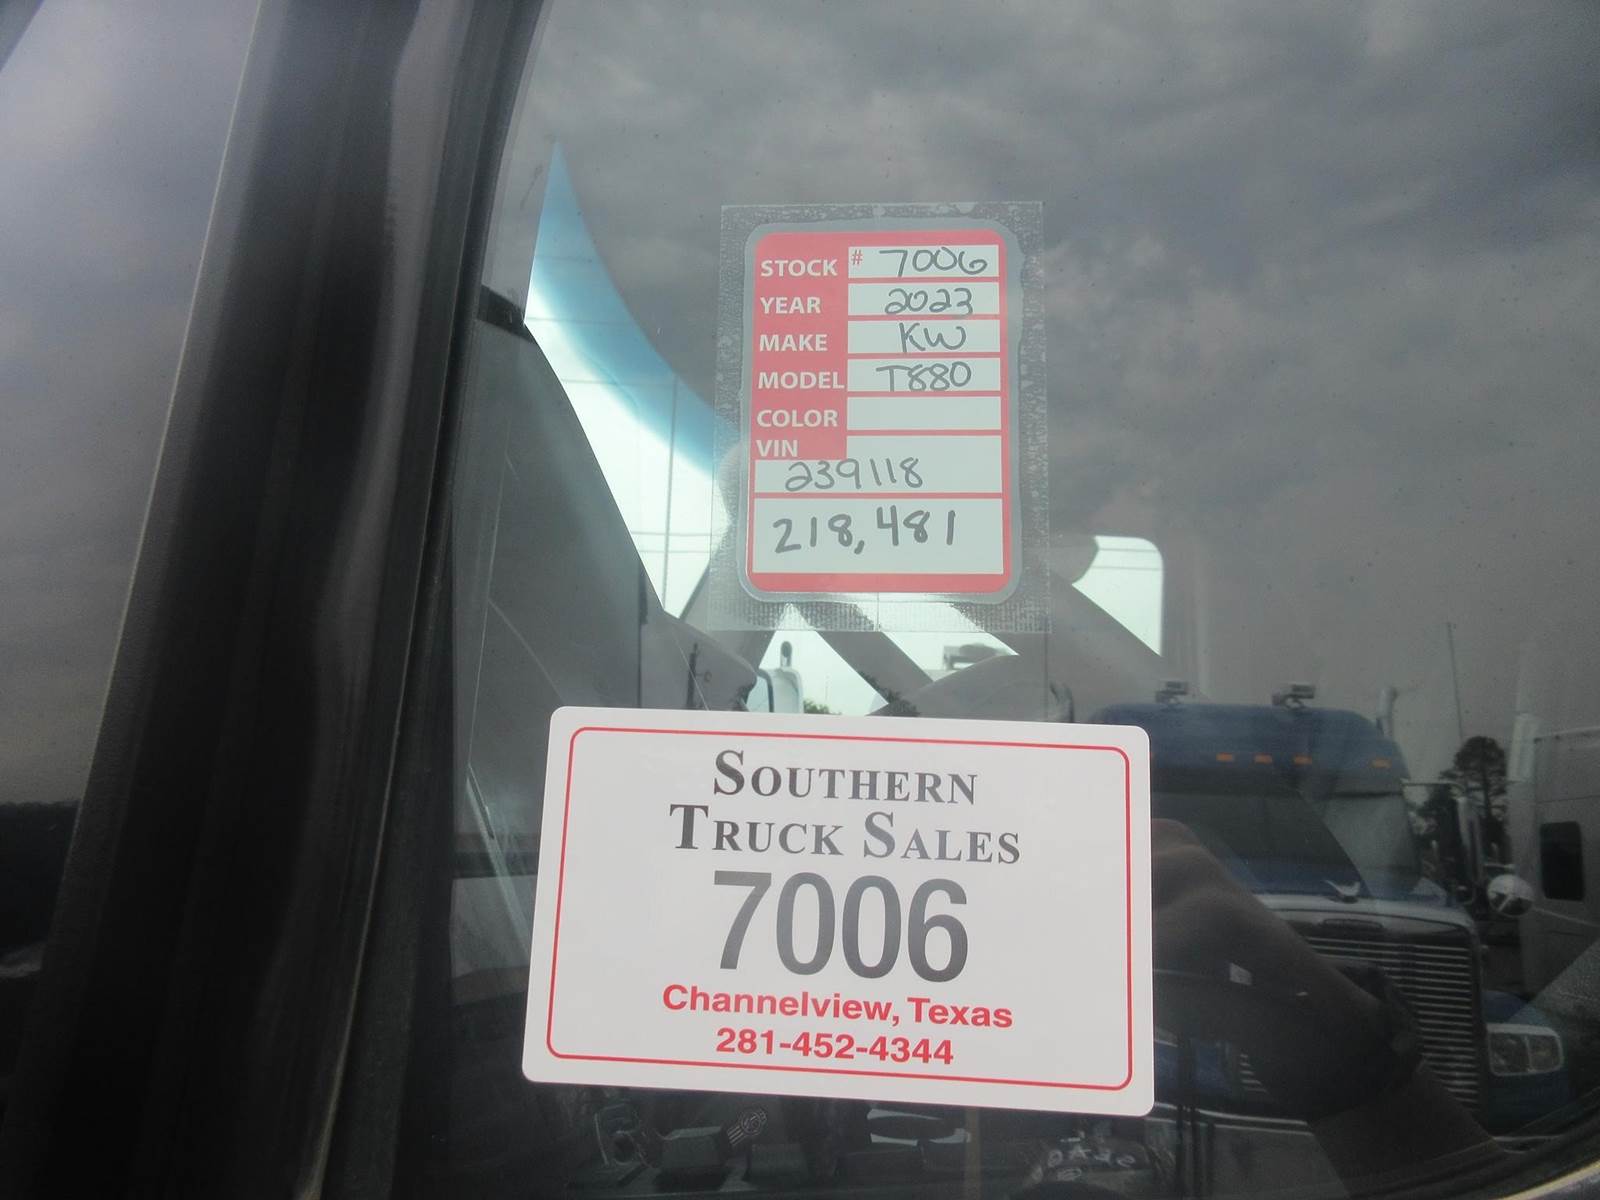 STOCK # 7006
YEAR 2023
MAKE KW
MODEL T880
COLOR
VIN
239118
218,481
SOUTHERN
TRUCK SALES
7006
Channelview, Texas
281-452-4344